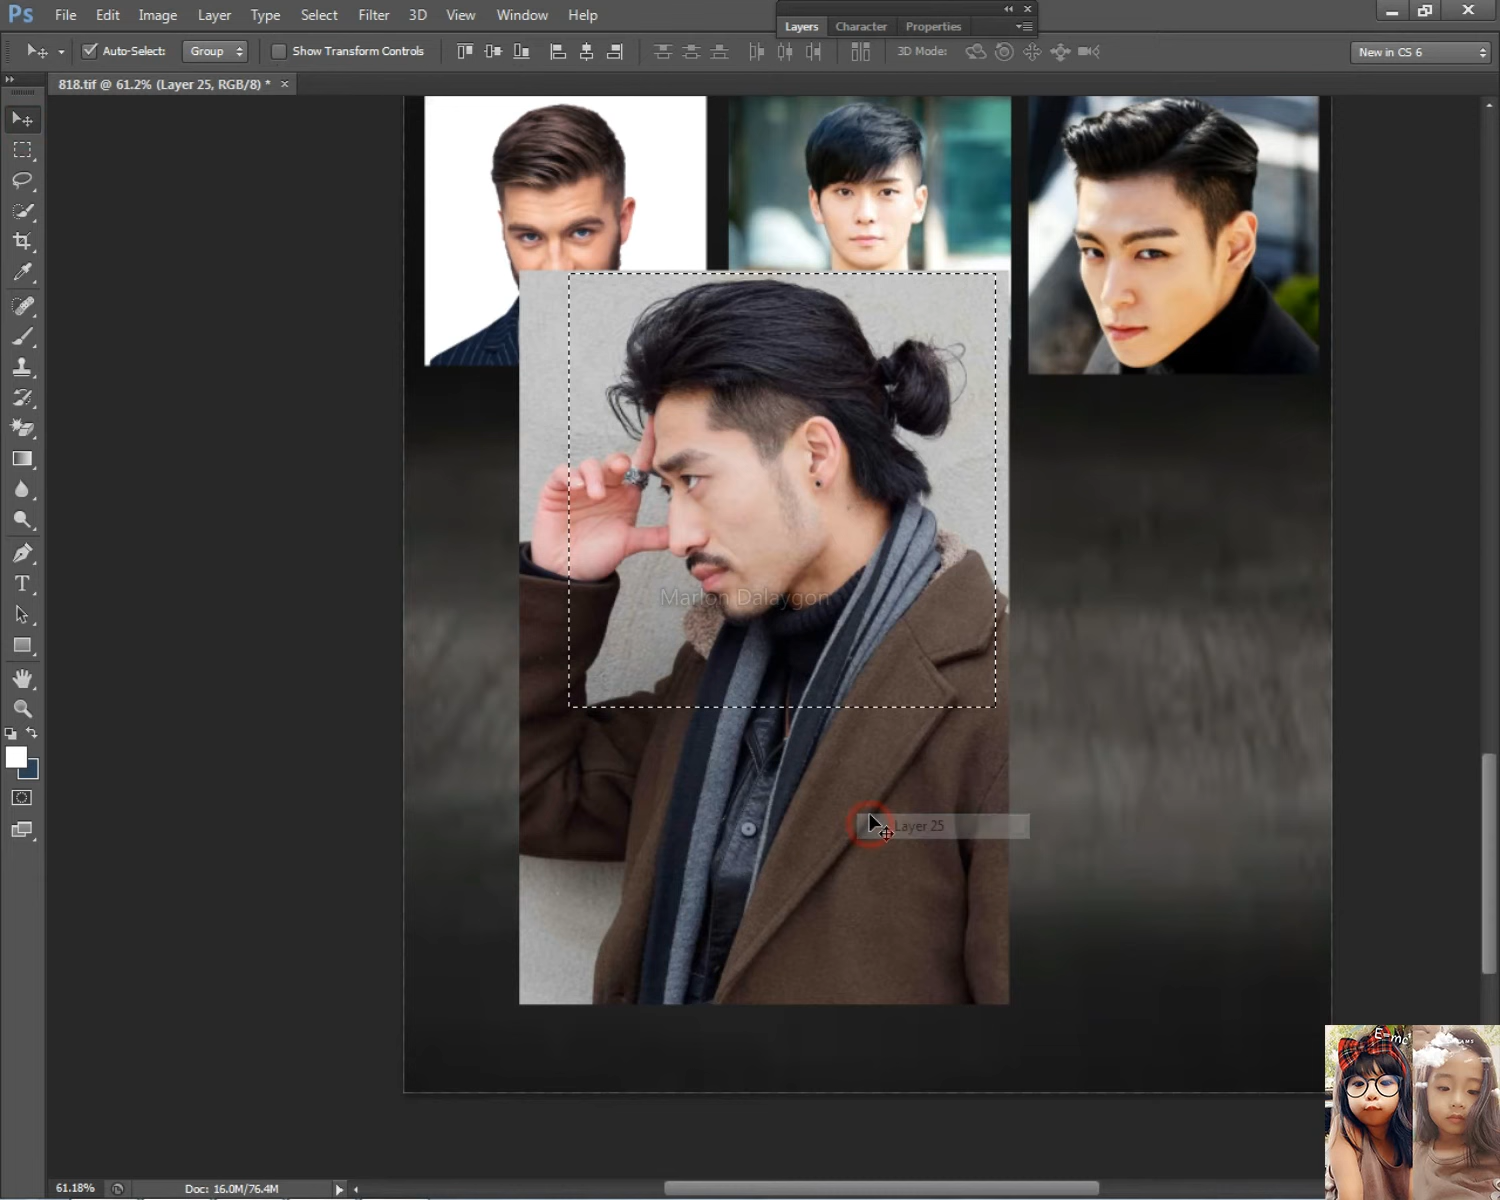 Ps File Edit Image Layer Type Select Filter 3D View Window Help
Layers Character Properties
Auto-Select: Group Show Transform Controls 3D Mode: New in CS 6
818.tif @ 61.2% (Layer 25, RGB/8) * ×
Marlon Dalaygon
Layer 25
T
E=mc²
61.18% Doc: 16.0M/76.4M